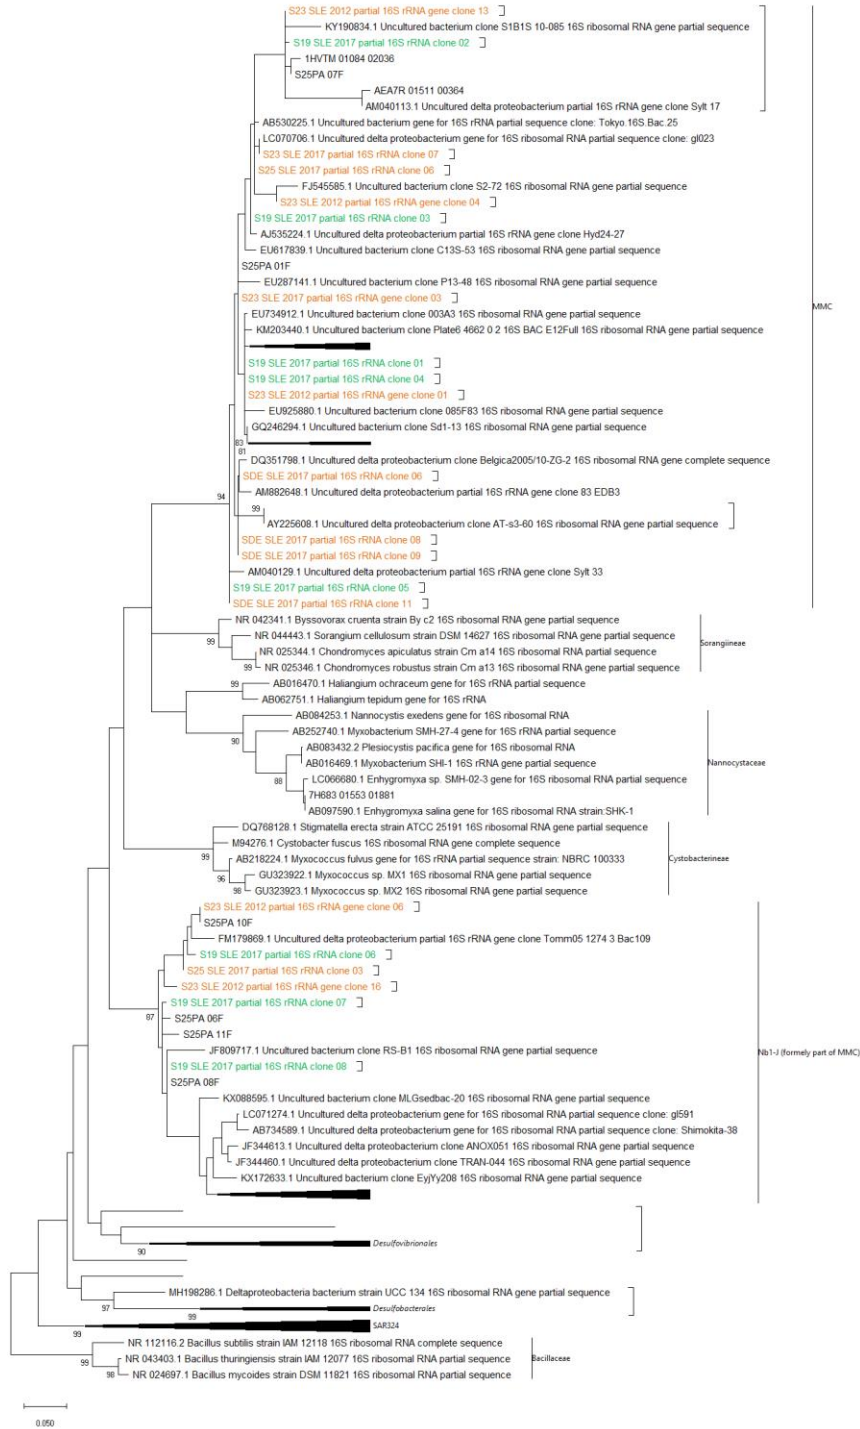 S23 SLE 2012 partial 16S rRNA gene clone 13
KY190834.1 Uncultured bacterium clone S1B1S 10-085 16S ribosomal RNA gene partial sequence
S19 SLE 2017 partial 16S rRNA clone 02
1HVTM 01084 02036
S25PA 07F
AEA7R 01511 00364
AM040113.1 Uncultured delta proteobacterium partial 16S rRNA gene clone Sylt 17
AB530225.1 Uncultured bacterium gene for 16S rRNA partial sequence clone: Tokyo.16S.Bac.25
LC070706.1 Uncultured delta proteobacterium gene for 16S ribosomal RNA partial sequence clone: gl023
S23 SLE 2017 partial 16S rRNA clone 07
S25 SLE 2017 partial 16S rRNA clone 06
FJ545585.1 Uncultured bacterium clone S2-72 16S ribosomal RNA gene partial sequence
S23 SLE 2012 partial 16S rRNA gene clone 04
S19 SLE 2017 partial 16S rRNA clone 03
AJ535224.1 Uncultured delta proteobacterium partial 16S rRNA gene clone Hyd24-27
EU617839.1 Uncultured bacterium clone C13S-53 16S ribosomal RNA gene partial sequence
S25PA 01F
EU287141.1 Uncultured bacterium clone P13-48 16S ribosomal RNA gene partial sequence
S23 SLE 2017 partial 16S rRNA gene clone 03
MMC
EU734912.1 Uncultured bacterium clone 003A3 16S ribosomal RNA gene partial sequence
KM203440.1 Uncultured bacterium clone Plate6 4662 0 2 16S BAC E12Full 16S ribosomal RNA gene partial sequence
S19 SLE 2017 partial 16S rRNA clone 01
S19 SLE 2017 partial 16S rRNA clone 04
S23 SLE 2012 partial 16S rRNA gene clone 01
EU925880.1 Uncultured bacterium clone 085F83 16S ribosomal RNA gene partial sequence
GQ246294.1 Uncultured bacterium clone Sd1-13 16S ribosomal RNA gene partial sequence
83
81
DQ351798.1 Uncultured delta proteobacterium clone Belgica2005/10-ZG-2 16S ribosomal RNA gene complete sequence
SDE SLE 2017 partial 16S rRNA clone 06
AM882648.1 Uncultured delta proteobacterium partial 16S rRNA gene clone 83 EDB3
94
99
AY225608.1 Uncultured delta proteobacterium clone AT-s3-60 16S ribosomal RNA gene partial sequence
SDE SLE 2017 partial 16S rRNA clone 08
SDE SLE 2017 partial 16S rRNA clone 09
AM040129.1 Uncultured delta proteobacterium partial 16S rRNA gene clone Sylt 33
S19 SLE 2017 partial 16S rRNA clone 05
SDE SLE 2017 partial 16S rRNA clone 11
NR 042341.1 Byssovorax cruenta strain By c2 16S ribosomal RNA gene partial sequence
99
NR 044443.1 Sorangium cellulosum strain DSM 14627 16S ribosomal RNA gene partial sequence
Sorangiineae
NR 025344.1 Chondromyces apiculatus strain Cm a14 16S ribosomal RNA gene partial sequence
99
NR 025346.1 Chondromyces robustus strain Cm a13 16S ribosomal RNA gene partial sequence
99
AB016470.1 Haliangium ochraceum gene for 16S rRNA partial sequence
AB062751.1 Haliangium tepidum gene for 16S rRNA
AB084253.1 Nannocystis exedens gene for 16S ribosomal RNA
AB252740.1 Myxobacterium SMH-27-4 gene for 16S rRNA partial sequence
90
AB083432.2 Plesiocystis pacifica gene for 16S ribosomal RNA
AB016469.1 Myxobacterium SHI-1 16S rRNA gene partial sequence
Nannocystaceae
88
LC066680.1 Enhygromyxa sp. SMH-02-3 gene for 16S ribosomal RNA partial sequence
7H683 01553 01881
AB097590.1 Enhygromyxa salina gene for 16S ribosomal RNA strain:SHK-1
DQ768128.1 Stigmatella erecta strain ATCC 25191 16S ribosomal RNA gene partial sequence
M94276.1 Cystobacter fuscus 16S ribosomal RNA gene complete sequence
99
AB218224.1 Myxococcus fulvus gene for 16S rRNA partial sequence strain: NBRC 100333
Cystobacterineae
96
GU323922.1 Myxococcus sp. MX1 16S ribosomal RNA gene partial sequence
98
GU323923.1 Myxococcus sp. MX2 16S ribosomal RNA gene partial sequence
S23 SLE 2012 partial 16S rRNA gene clone 06
S25PA 10F
FM179869.1 Uncultured delta proteobacterium partial 16S rRNA gene clone Tomm05 1274 3 Bac109
S19 SLE 2017 partial 16S rRNA clone 06
S25 SLE 2017 partial 16S rRNA clone 03
S23 SLE 2012 partial 16S rRNA gene clone 16
S19 SLE 2017 partial 16S rRNA clone 07
87
S25PA 06F
S25PA 11F
JF809717.1 Uncultured bacterium clone RS-B1 16S ribosomal RNA gene partial sequence
Nb1-J (formely part of MMC)
S19 SLE 2017 partial 16S rRNA clone 08
S25PA 08F
KX088595.1 Uncultured bacterium clone MLGsedbac-20 16S ribosomal RNA gene partial sequence
LC071274.1 Uncultured delta proteobacterium gene for 16S ribosomal RNA partial sequence clone: gl591
AB734589.1 Uncultured delta proteobacterium gene for 16S ribosomal RNA partial sequence clone: Shimokita-38
JF344613.1 Uncultured delta proteobacterium clone ANOX051 16S ribosomal RNA gene partial sequence
JF344460.1 Uncultured delta proteobacterium clone TRAN-044 16S ribosomal RNA gene partial sequence
KX172633.1 Uncultured bacterium clone EyjYy208 16S ribosomal RNA gene partial sequence
90
Desulfovibrionales
MH198286.1 Deltaproteobacteria bacterium strain UCC 134 16S ribosomal RNA gene partial sequence
97
Desulfobacterales
99
SAR324
99
NR 112116.2 Bacillus subtilis strain IAM 12118 16S ribosomal RNA complete sequence
99
NR 043403.1 Bacillus thuringiensis strain IAM 12077 16S ribosomal RNA partial sequence
Bacillaceae
98
NR 024697.1 Bacillus mycoides strain DSM 11821 16S ribosomal RNA partial sequence
0.050